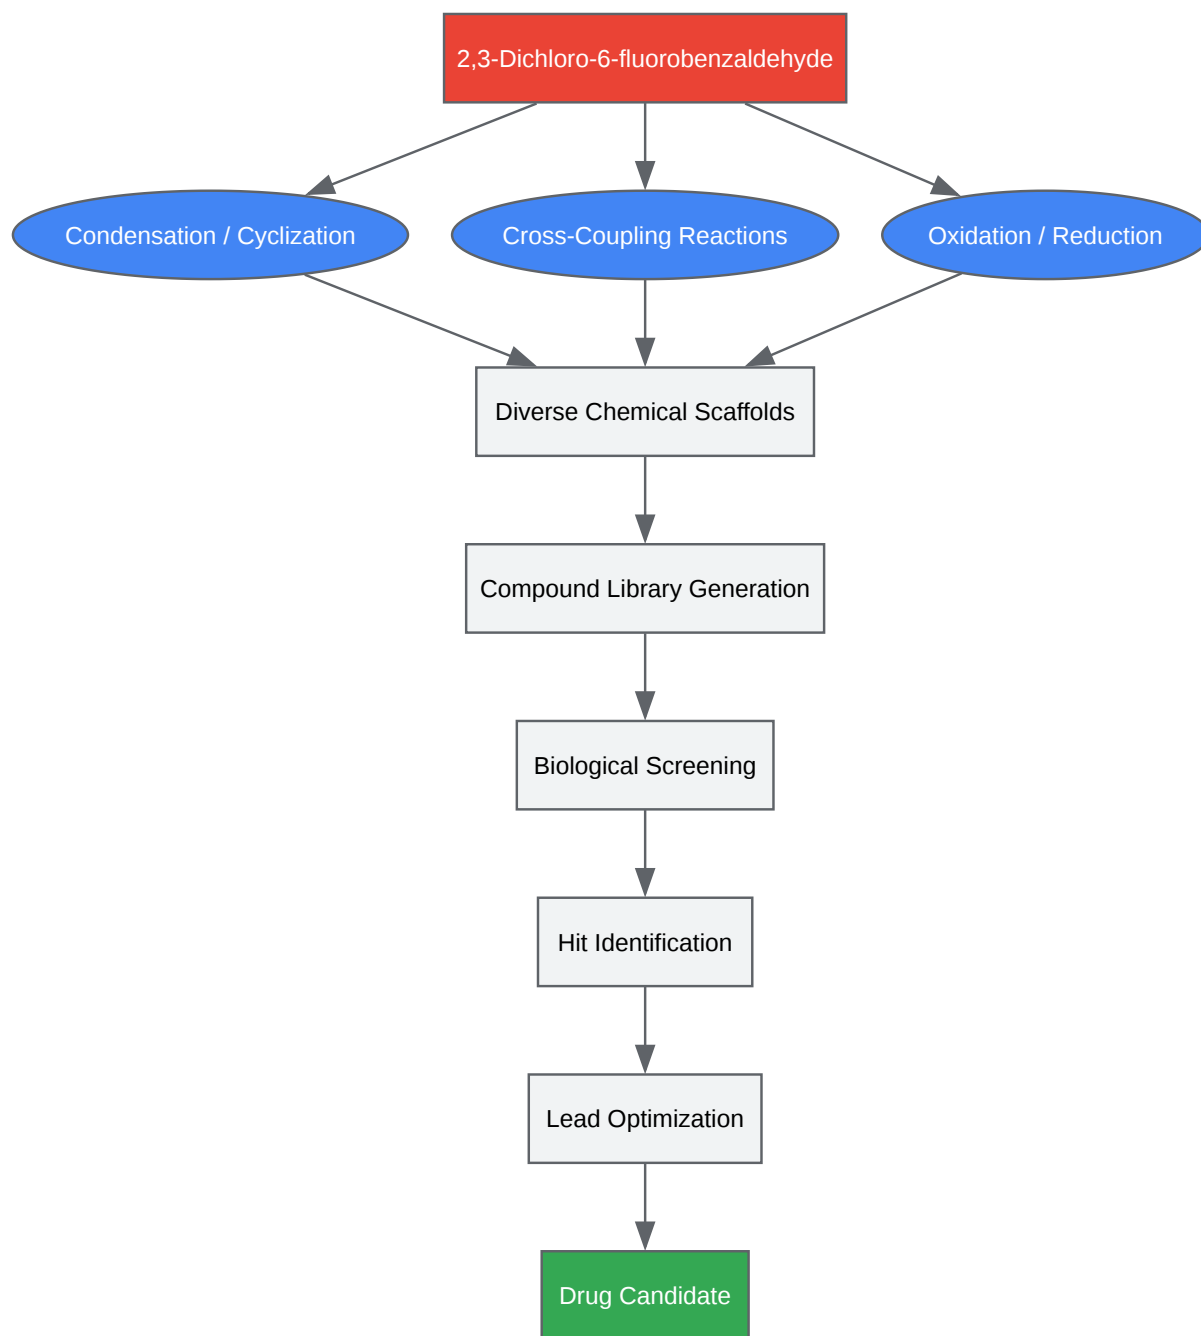 2,3-Dichloro-6-fluorobenzaldehyde
Condensation / Cyclization
Cross-Coupling Reactions
Oxidation / Reduction
Diverse Chemical Scaffolds
Compound Library Generation
Biological Screening
Hit Identification
Lead Optimization
Drug Candidate